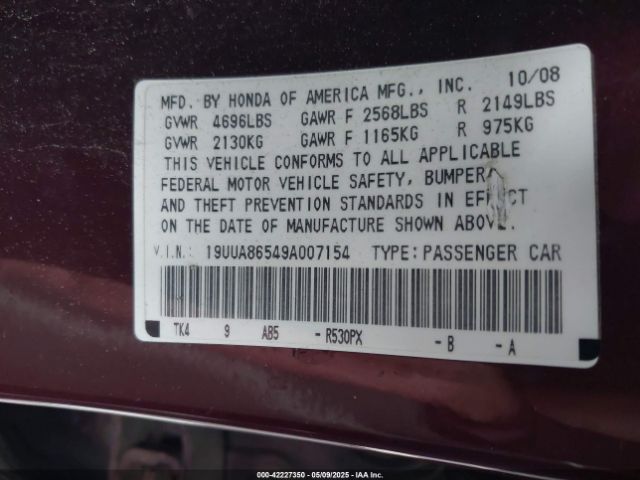 MFD. BY HONDA OF AMERICA MFG., INC. 10/08
GVWR 4696LBS GAWR F 2568LBS R 2149LBS
GVWR 2130KG GAWR F 1165KG R 975KG
THIS VEHICLE CONFORMS TO ALL APPLICABLE
FEDERAL MOTOR VEHICLE SAFETY, BUMPER,
AND THEFT PREVENTION STANDARDS IN EFFECT
ON THE DATE OF MANUFACTURE SHOWN ABOVE.
V.I.N.: 19UUA86549A007154 TYPE: PASSENGER CAR
TK4 9 AB5 - R530PX - B - A
000-42227350 | 05/09/2025 - IAA Inc.